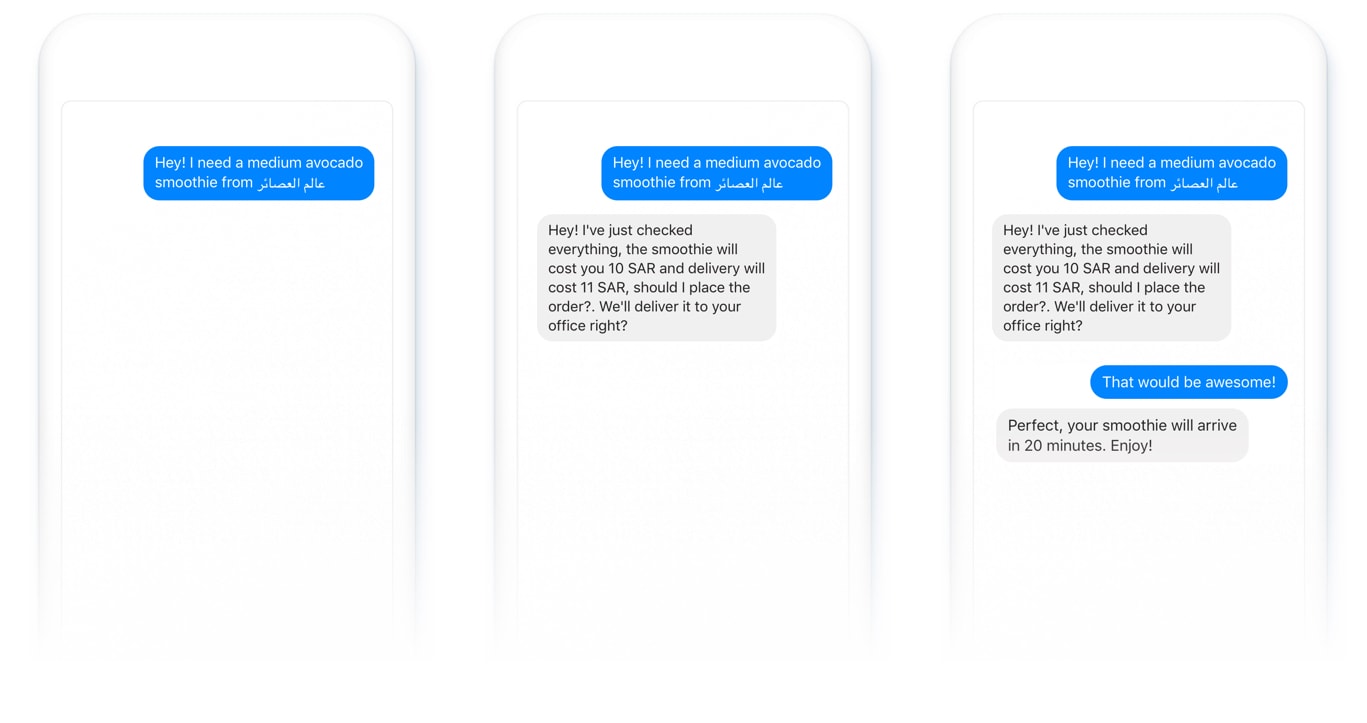 Hey! I need a medium avocado
smoothie from عالم العصائر
Hey! I need a medium avocado
smoothie from عالم العصائر
Hey! I've just checked
everything, the smoothie will
cost you 10 SAR and delivery will
cost 11 SAR, should I place the
order?. We'll deliver it to your
office right?
Hey! I need a medium avocado
smoothie from عالم العصائر
Hey! I've just checked
everything, the smoothie will
cost you 10 SAR and delivery will
cost 11 SAR, should I place the
order?. We'll deliver it to your
office right?
That would be awesome!
Perfect, your smoothie will arrive
in 20 minutes. Enjoy!